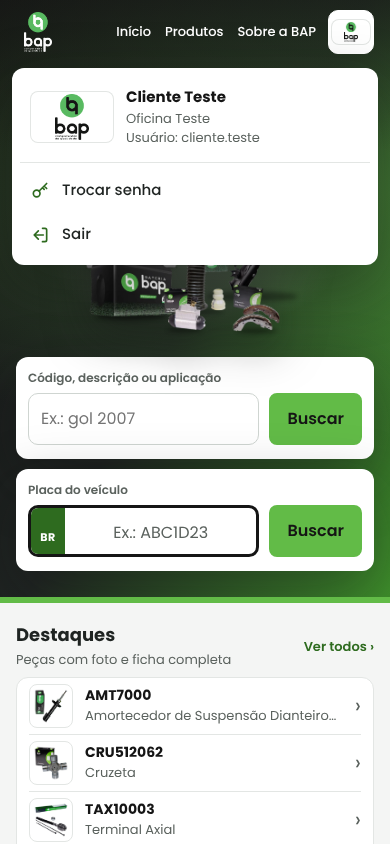 bap
Início Produtos Sobre a BAP
bap
bap
Cliente Teste
Oficina Teste
Usuário: cliente.teste
Trocar senha
Sair
bap
Código, descrição ou aplicação
Ex.: gol 2007
Buscar
Placa do veículo
BR
Ex.: ABC1D23
Buscar
Destaques
Peças com foto e ficha completa
Ver todos ›
AMT7000
Amortecedor de Suspensão Dianteiro...
CRU512062
Cruzeta
TAX10003
Terminal Axial